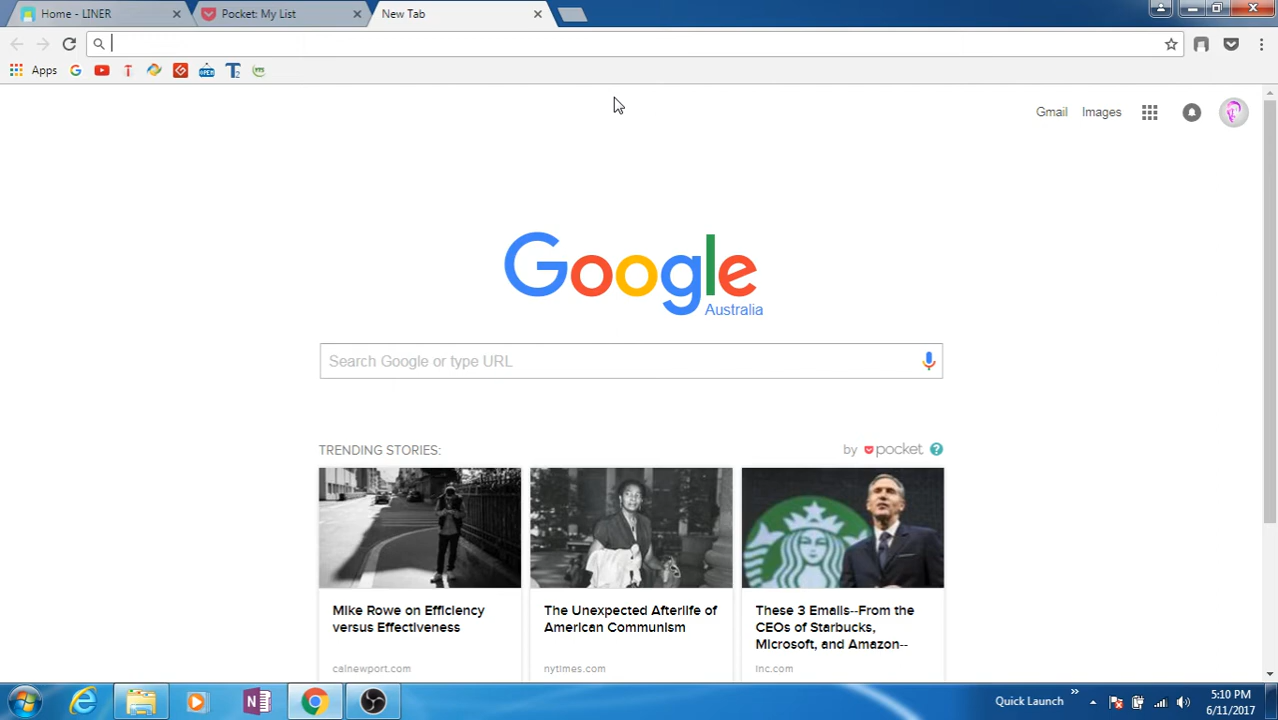 Home - LINER
Pocket: My List
New Tab
Apps
Gmail
Images
Google
Australia
Search Google or type URL
TRENDING STORIES:
by pocket ?
Mike Rowe on Efficiency
versus Effectiveness
calnewport.com
The Unexpected Afterlife of
American Communism
nytimes.com
These 3 Emails--From the
CEOs of Starbucks,
Microsoft, and Amazon--
inc.com
Quick Launch
5:10 PM
6/11/2017